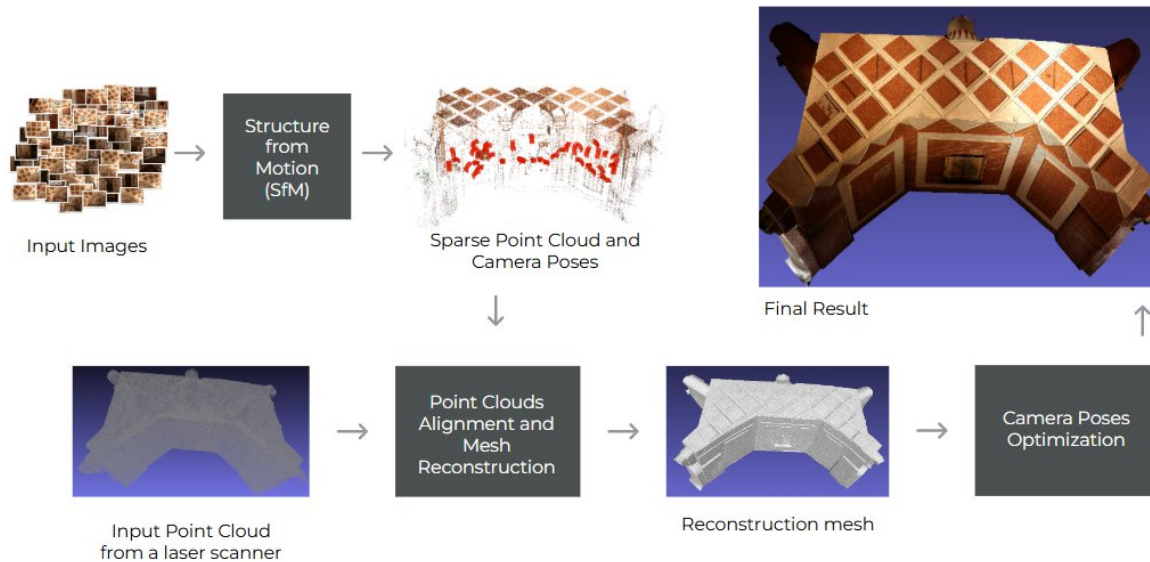 Structure
from
Motion
(SfM)
Input Images
Sparse Point Cloud and
Camera Poses
Final Result
Point Clouds
Alignment and
Mesh
Reconstruction
Camera Poses
Optimization
Input Point Cloud
from a laser scanner
Reconstruction mesh